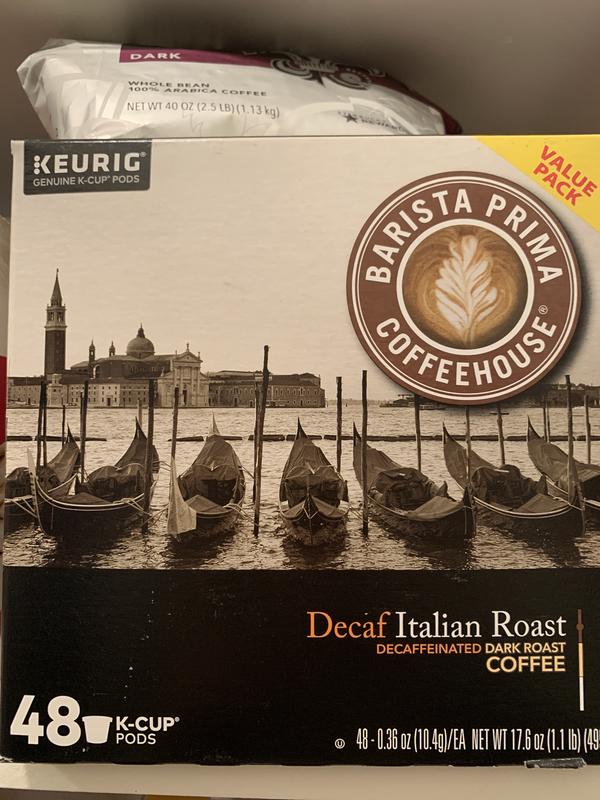 DARK
WHOLE BEAN
100% ARABICA COFFEE
NET WT 40 OZ (2.5 LB) (1.13 kg)
KEURIG®
GENUINE K-CUP® PODS
VALUE
PACK
BARISTA PRIMA
COFFEEHOUSE®
Decaf Italian Roast
DECAFFEINATED DARK ROAST
COFFEE
48 K-CUP®
PODS
U 48 - 0.36 oz (10.4g)/EA NET WT 17.6 oz (1.1 lb) (49